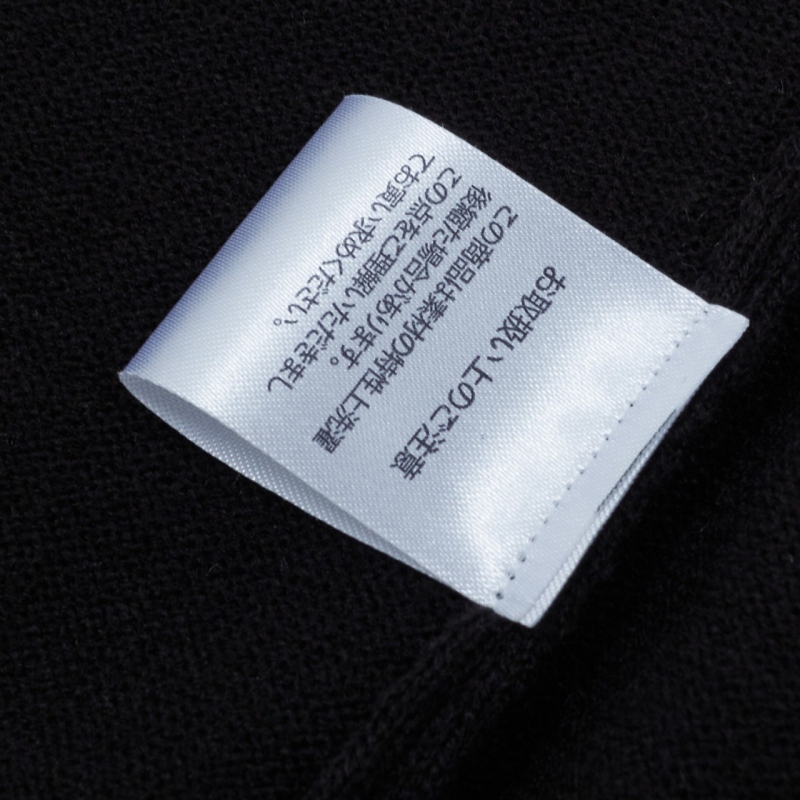 お取扱い上のご注意
この商品は素材の特性上洗濯
後縮む場合があります。
この点をご理解いただきまし
てお買い求めください。